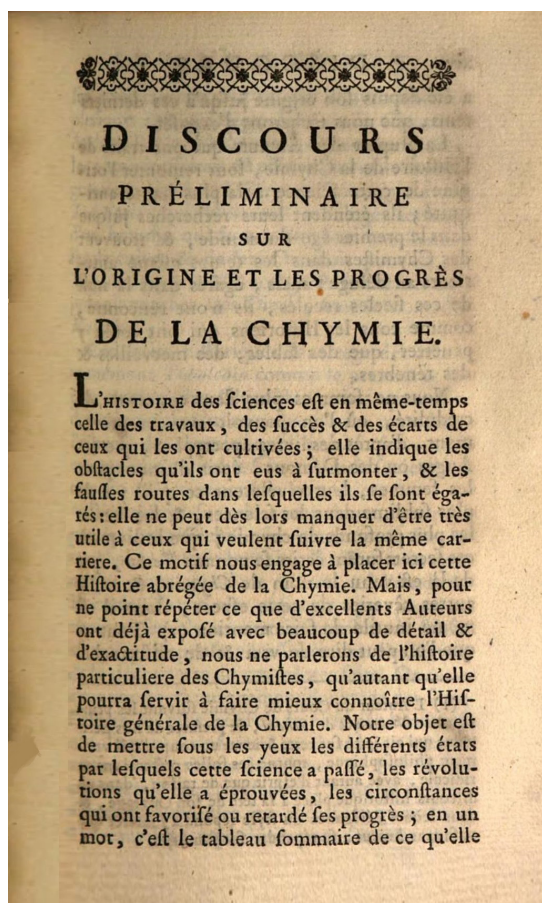 DISCOURS
PRÉLIMINAIRE
SUR
L'ORIGINE ET LES PROGRÈS
DE LA CHYMIE.
L'HISTOIRE des ſciences eſt en même-temps
celle des travaux, des ſuccès & des écarts de
ceux qui les ont cultivées ; elle indique les
obſtacles qu'ils ont eus à ſurmonter, & les
fauſſes routes dans leſquelles ils ſe ſont éga-
rés : elle ne peut dès lors manquer d'être très
utile à ceux qui veulent ſuivre la même car-
riere. Ce motif nous engage à placer ici cette
Hiſtoire abrégée de la Chymie. Mais, pour
ne point répéter ce que d'excellents Auteurs
ont déjà expoſé avec beaucoup de détail &
d'exactitude, nous ne parlerons de l'hiſtoire
particuliere des Chymiſtes, qu'autant qu'elle
pourra ſervir à faire mieux connoître l'Hiſ-
toire générale de la Chymie. Notre objet eſt
de mettre ſous les yeux les différents états
par leſquels cette ſcience a paſſé, les révolu-
tions qu'elle a éprouvées, les circonſtances
qui ont favoriſé ou retardé ſes progrès ; en un
mot, c'eſt le tableau ſommaire de ce qu'elle